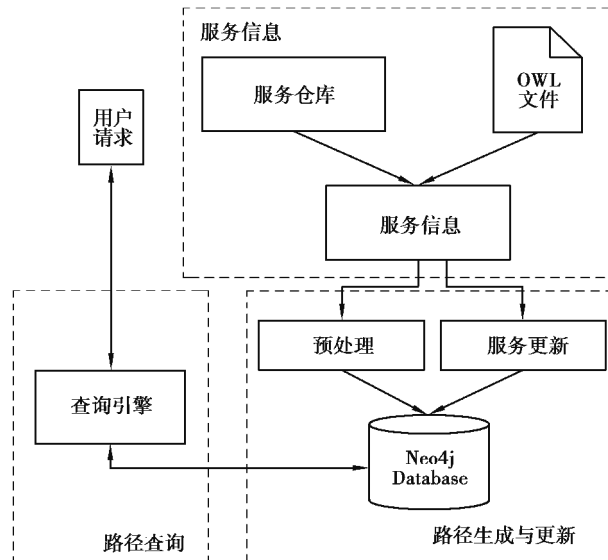 服务信息
服务仓库
OWL
文件
用户
请求
服务信息
预处理
服务更新
查询引擎
Neo4j
Database
路径查询
路径生成与更新